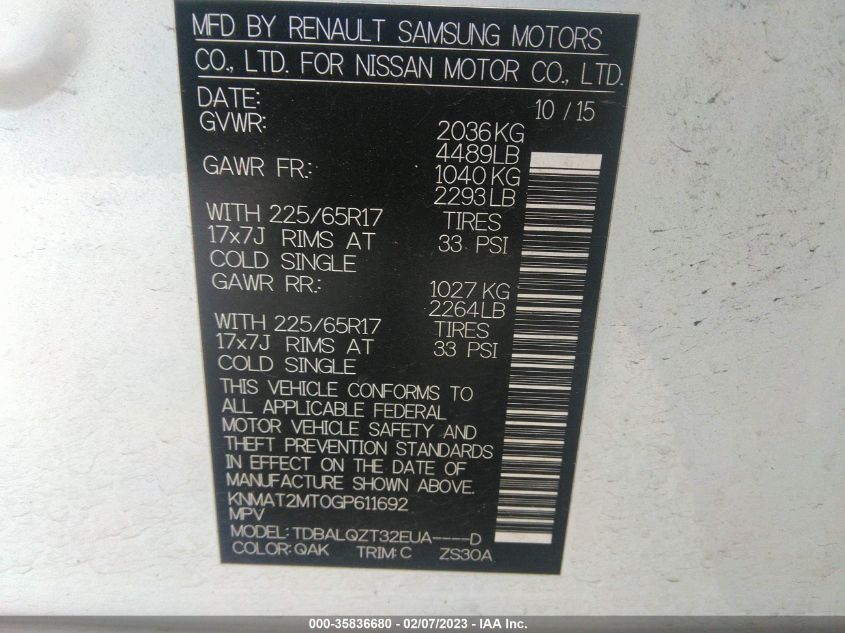 MFD BY RENAULT SAMSUNG MOTORS
CO., LTD. FOR NISSAN MOTOR CO., LTD.
DATE: 10 / 15
GVWR: 2036KG
4489LB
GAWR FR.: 1040KG
2293LB
WITH 225/65R17 TIRES
17x7J RIMS AT 33 PSI
COLD SINGLE
GAWR RR.: 1027KG
2264LB
WITH 225/65R17 TIRES
17x7J RIMS AT 33 PSI
COLD SINGLE
THIS VEHICLE CONFORMS TO
ALL APPLICABLE FEDERAL
MOTOR VEHICLE SAFETY AND
THEFT PREVENTION STANDARDS
IN EFFECT ON THE DATE OF
MANUFACTURE SHOWN ABOVE.
KNMAT2MT0GP611692
MPV
MODEL: TDBALQZT32EUA----D
COLOR: QAK TRIM: C ZS30A
000-35836680 - 02/07/2023 - IAA Inc.